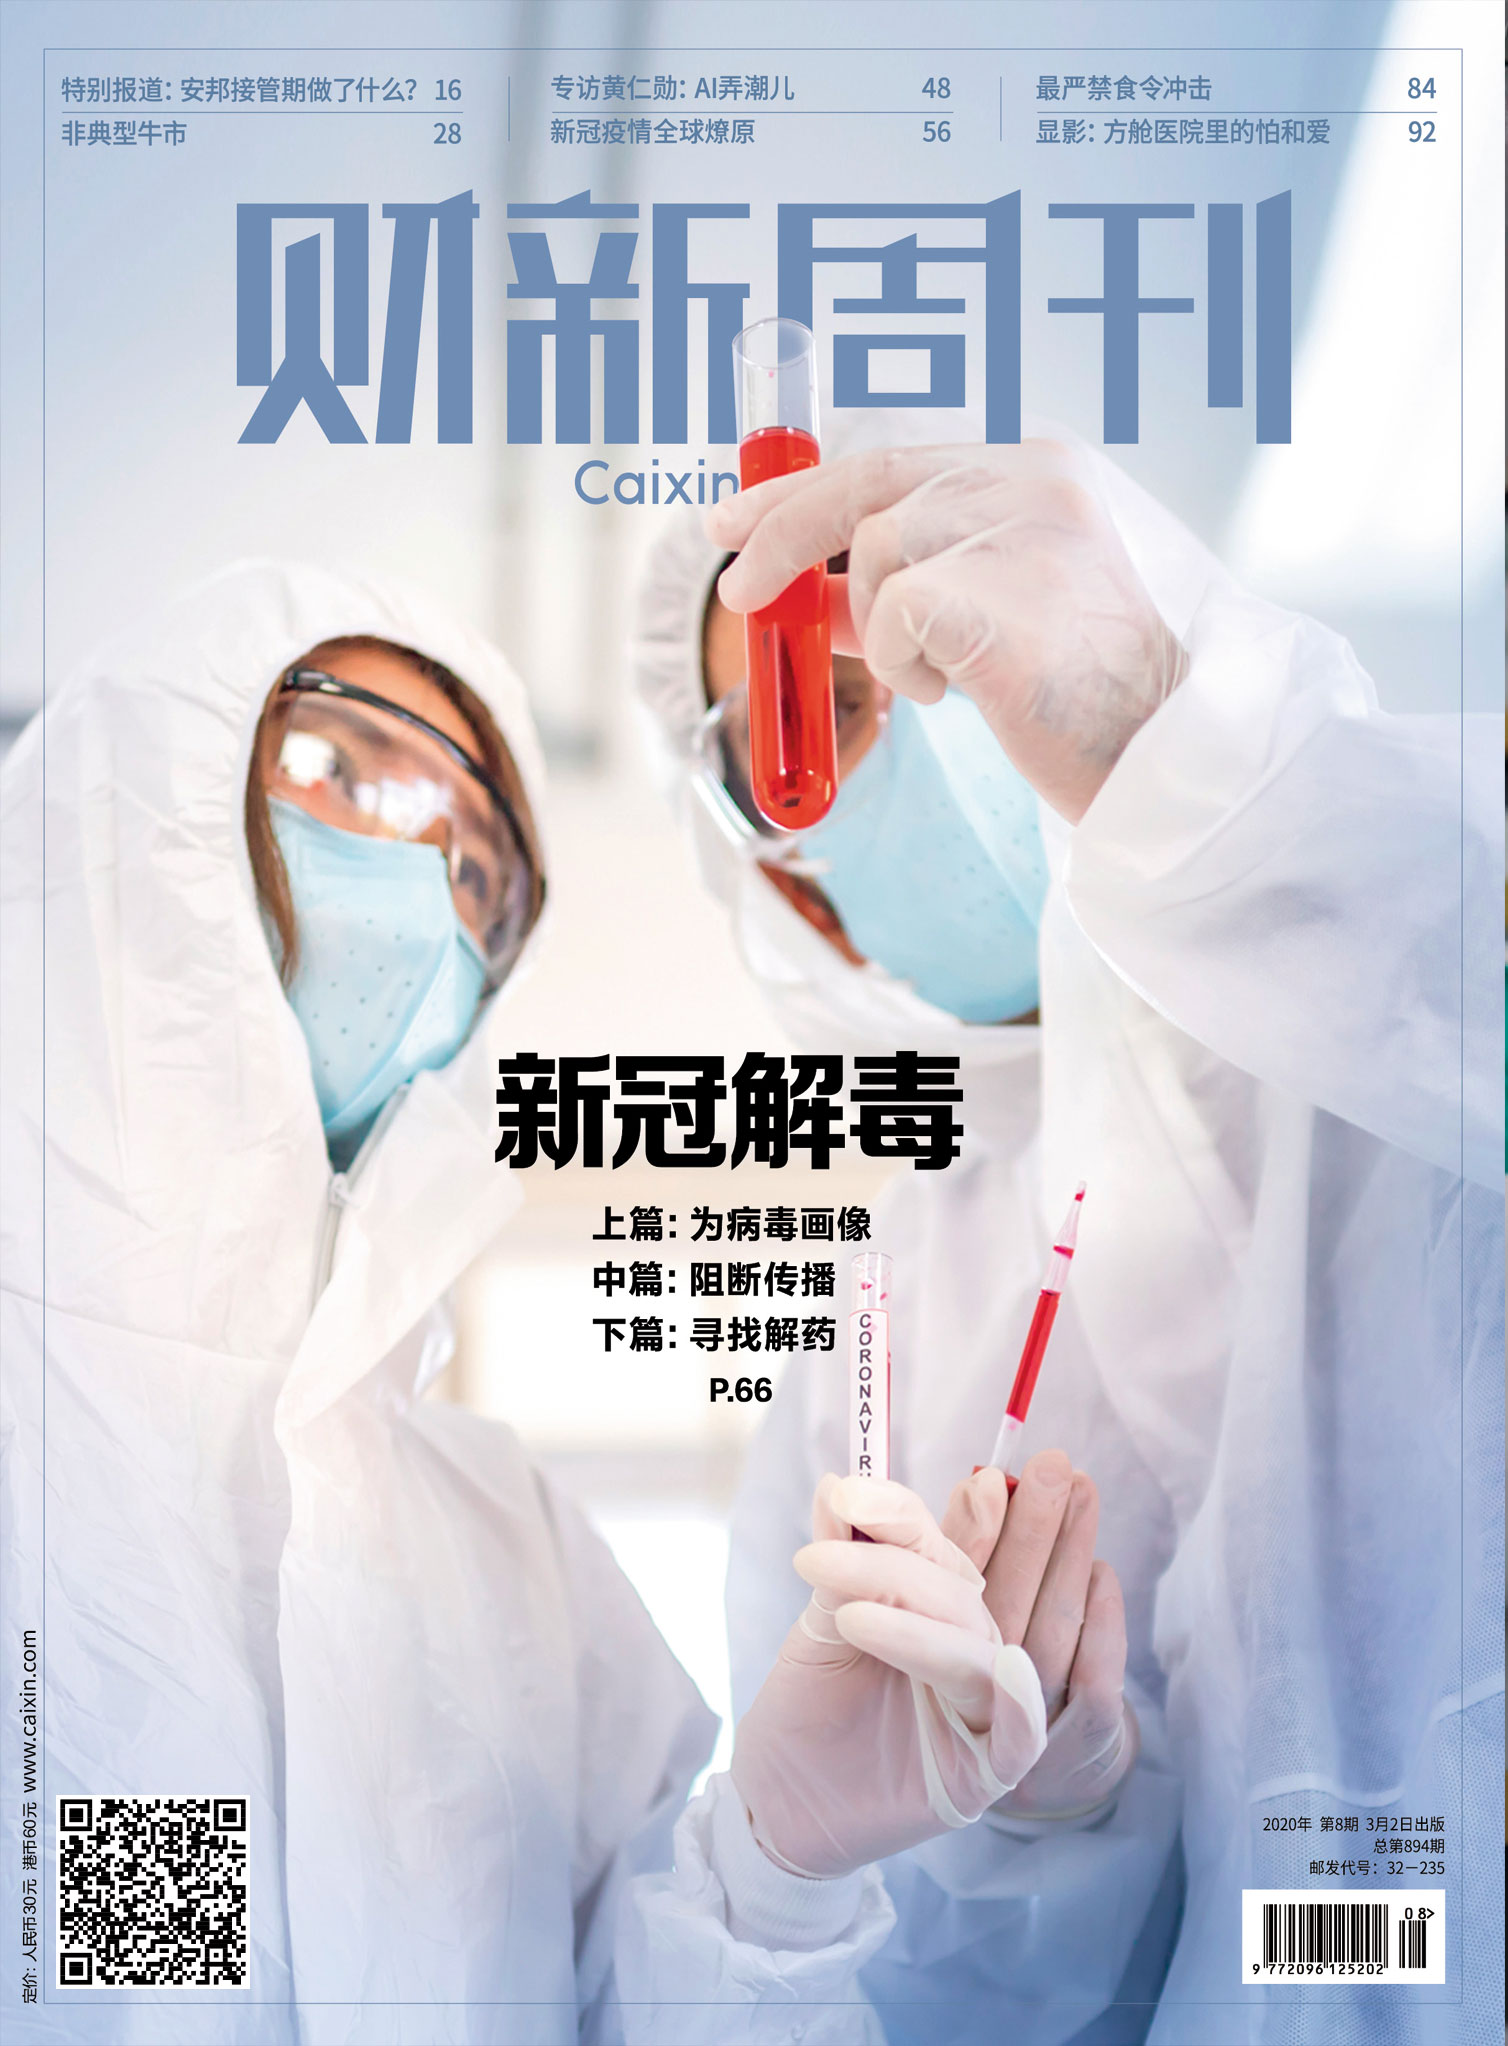 特别报道：安邦接管期做了什么？ 16
非典型牛市 28
专访黄仁勋：AI弄潮儿 48
新冠疫情全球燎原 56
最严禁食令冲击 84
显影：方舱医院里的怕和爱 92
财新周刊
Caixin
新冠解毒
上篇：为病毒画像
中篇：阻断传播
下篇：寻找解药
P.66
CORONAVIR
定价：人民币30元 港币60元 www.caixin.com
2020年 第8期 3月2日出版
总第894期
邮发代号：32－235
08>
9 772096 125202